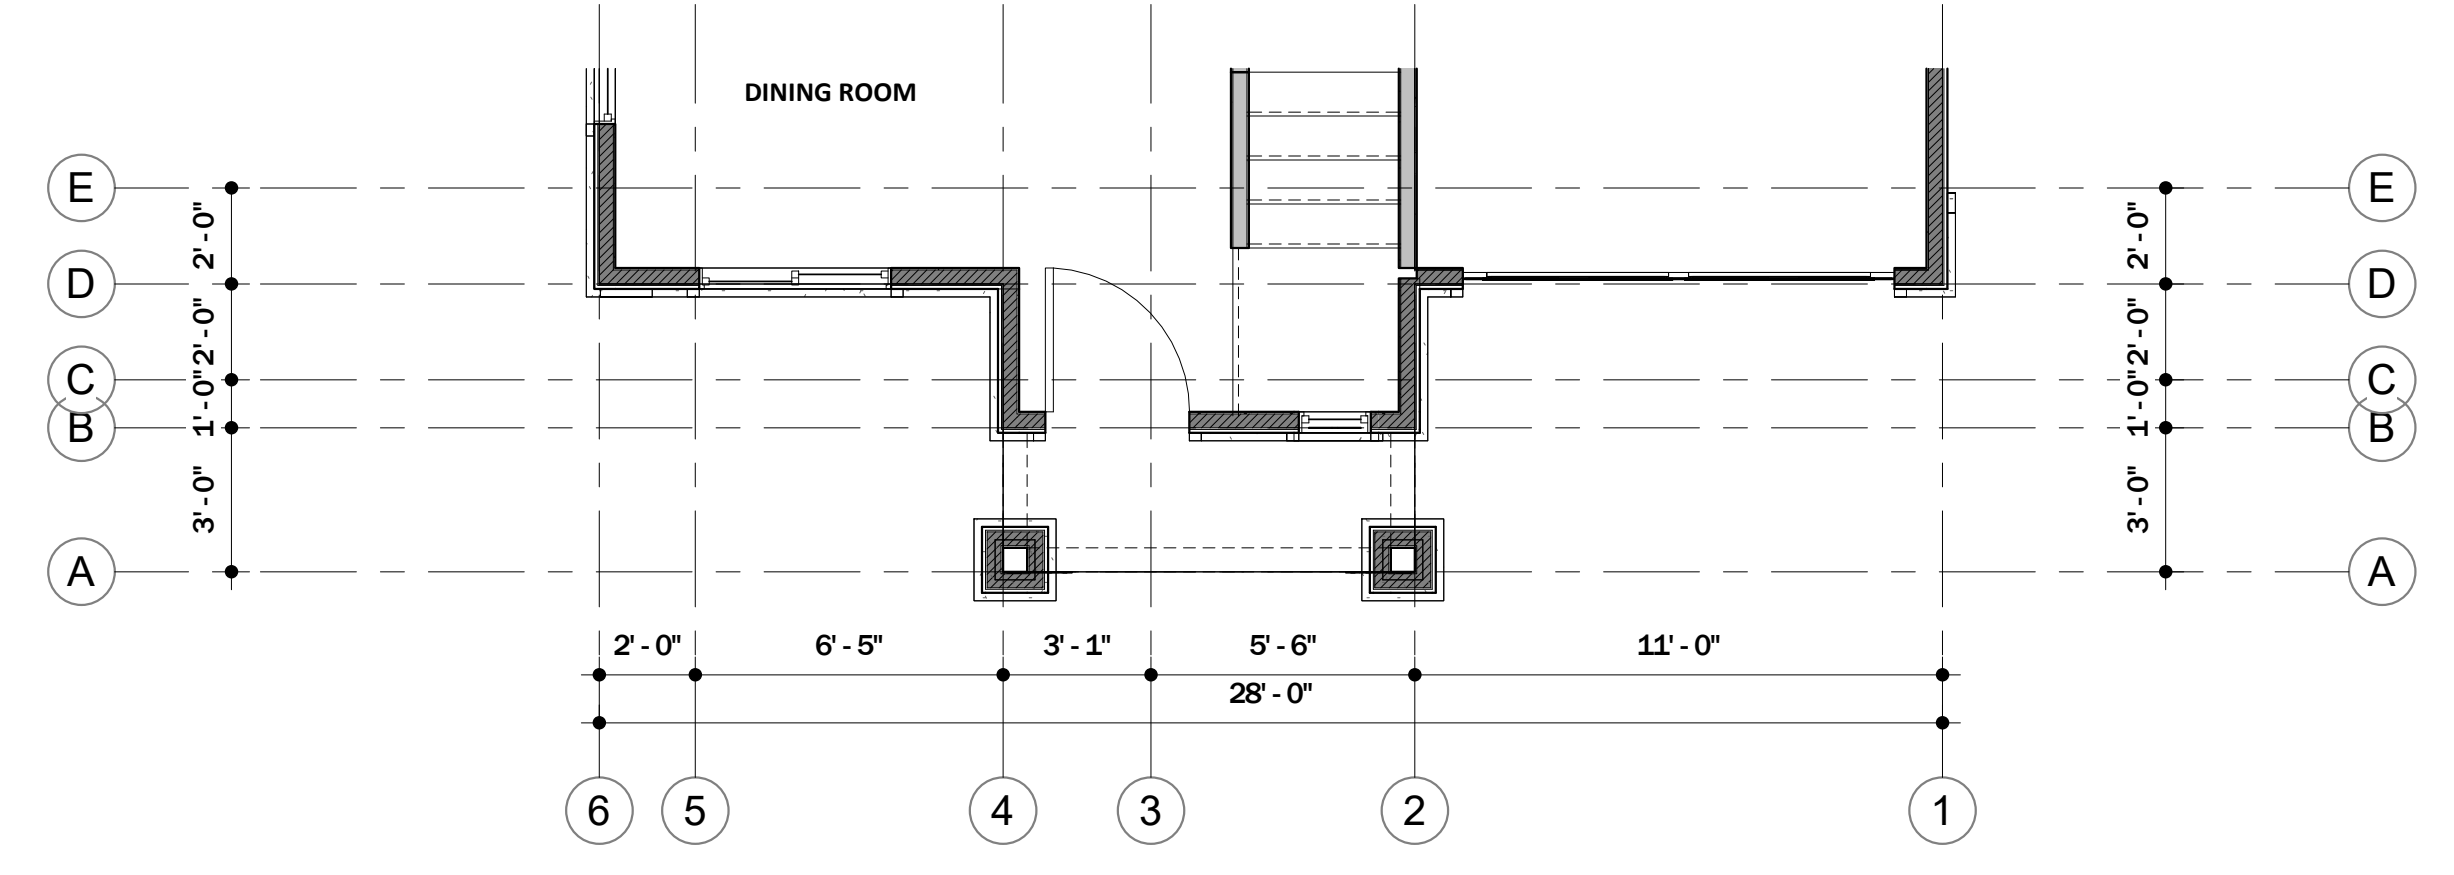 DINING ROOM
E
2'-0"
E
2'-0"
D
2'-0"
D
2'-0"
C
1'-0"
C
1'-0"
B
B
3'-0"
3'-0"
A
A
2'-0" 6'-5" 3'-1" 5'-6" 11'-0"
28'-0"
6 5 4 3 2 1